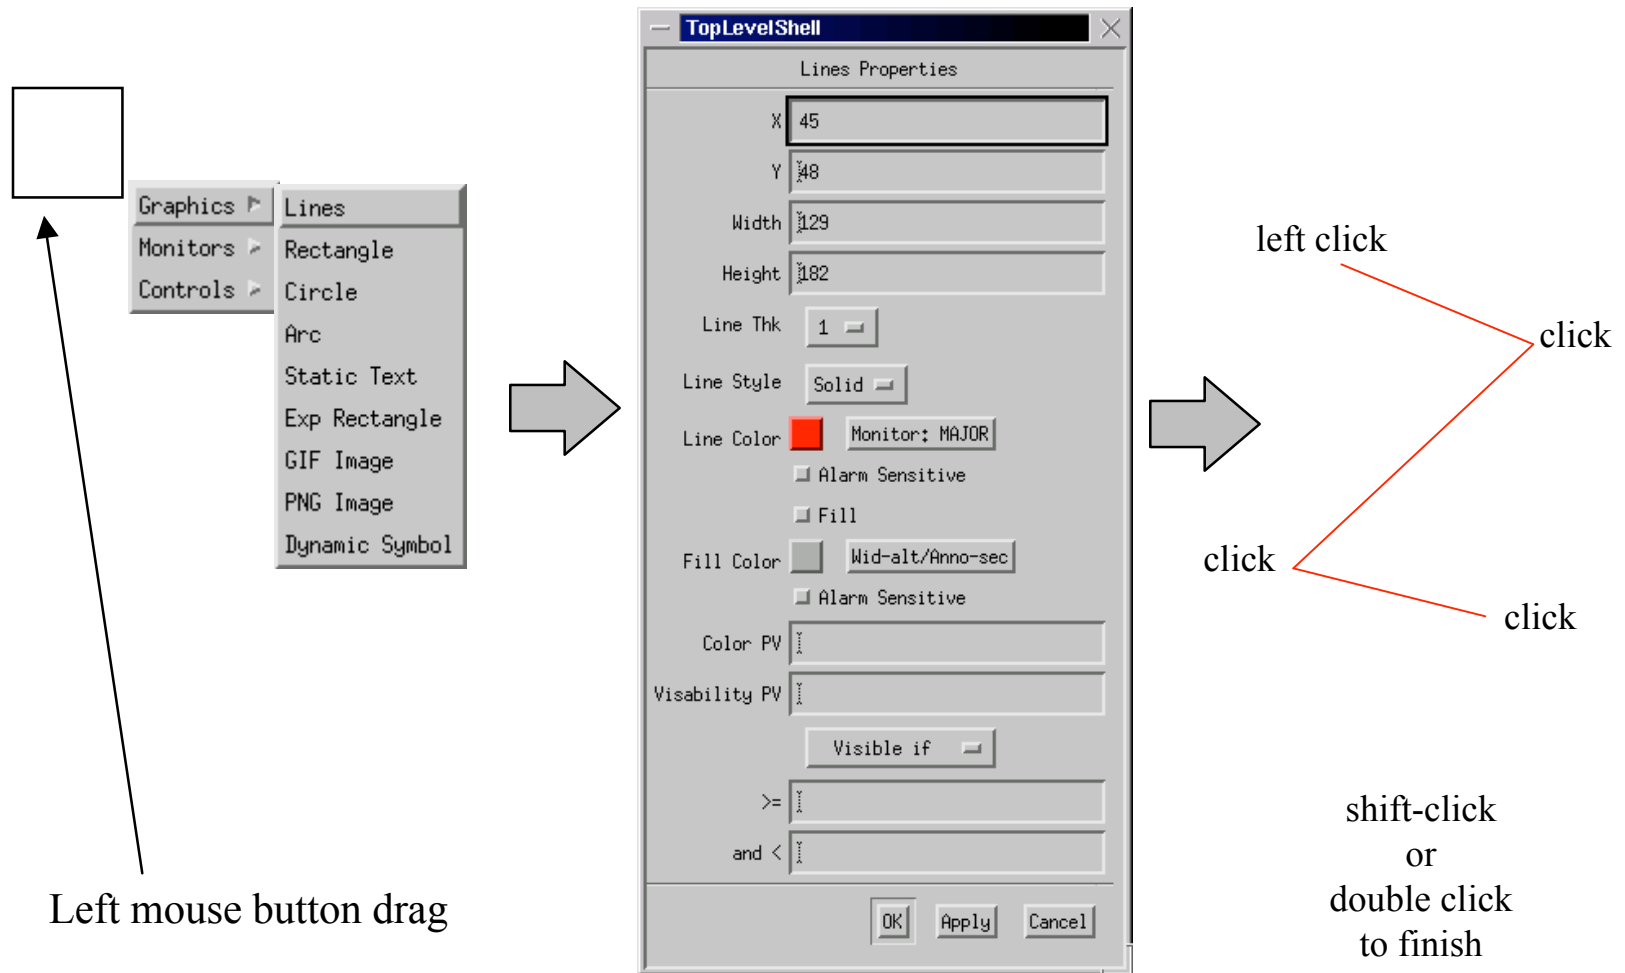 Graphics
Monitors
Controls
Lines
Rectangle
Circle
Arc
Static Text
Exp Rectangle
GIF Image
PNG Image
Dynamic Symbol
Left mouse button drag
TopLevelShell
Lines Properties
X 45
Y 48
Width 129
Height 182
Line Thk 1
Line Style Solid
Line Color Monitor: MAJOR
Alarm Sensitive
Fill
Fill Color Wid-alt/Anno-sec
Alarm Sensitive
Color PV
Visability PV
Visible if
>=
and <
OK Apply Cancel
left click
click
click
click
shift-click
or
double click
to finish